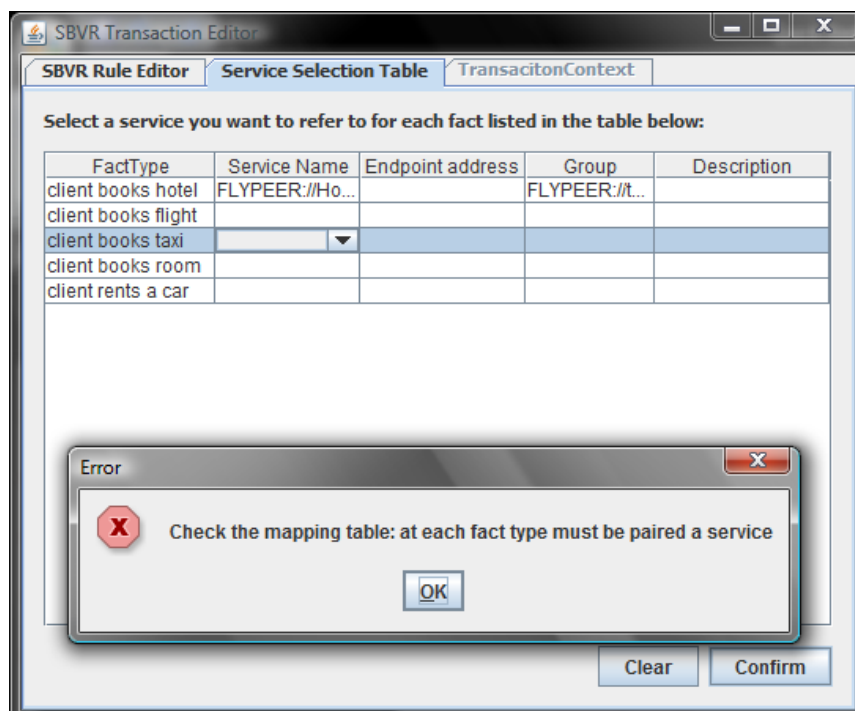 SBVR Transaction Editor
SBVR Rule Editor Service Selection Table TransacitonContext
Select a service you want to refer to for each fact listed in the table below:
FactType Service Name Endpoint address Group Description
client books hotel FLYPEER://Ho... FLYPEER://t...
client books flight
client books taxi
client books room
client rents a car
Error
X
Check the mapping table: at each fact type must be paired a service
OK
Clear Confirm